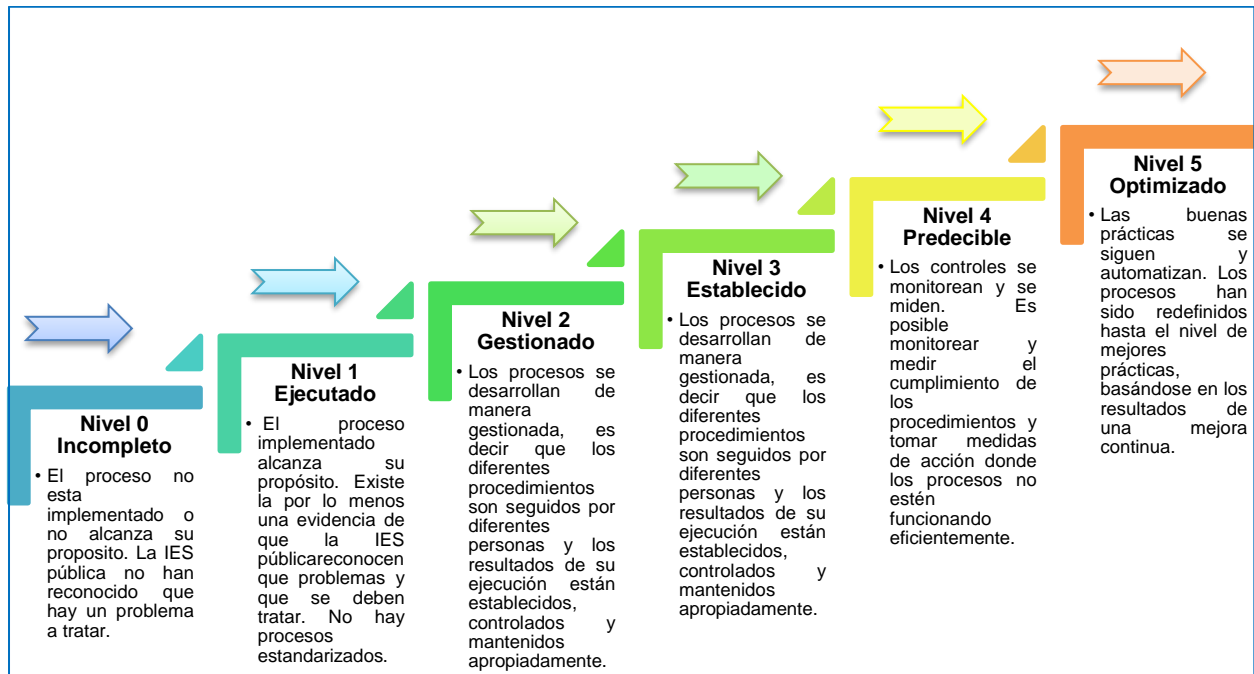 Nivel 0
Incompleto
• El proceso no
esta
implementado o
no alcanza su
proposito. La IES
pública no han
reconocido que
hay un problema
a tratar.
Nivel 1
Ejecutado
• El proceso
implementado
alcanza su
propósito. Existe
la por lo menos
una evidencia de
que la IES
públicareconocen
que problemas y
que se deben
tratar. No hay
procesos
estandarizados.
Nivel 2
Gestionado
• Los procesos se
desarrollan de
manera
gestionada, es
decir que los
diferentes
procedimientos
son seguidos por
diferentes
personas y los
resultados de su
ejecución están
establecidos,
controlados y
mantenidos
apropiadamente.
Nivel 3
Establecido
• Los procesos se
desarrollan de
manera
gestionada, es
decir que los
diferentes
procedimientos
son seguidos por
diferentes
personas y los
resultados de su
ejecución están
establecidos,
controlados y
mantenidos
apropiadamente.
Nivel 4
Predecible
• Los controles se
monitorean y se
miden. Es
posible
monitorear y
medir el
cumplimiento de
los
procedimientos y
tomar medidas
de acción donde
los procesos no
estén
funcionando
eficientemente.
Nivel 5
Optimizado
• Las buenas
prácticas se
siguen y
automatizan. Los
procesos han
sido redefinidos
hasta el nivel de
mejores
prácticas,
basándose en los
resultados de
una mejora
continua.